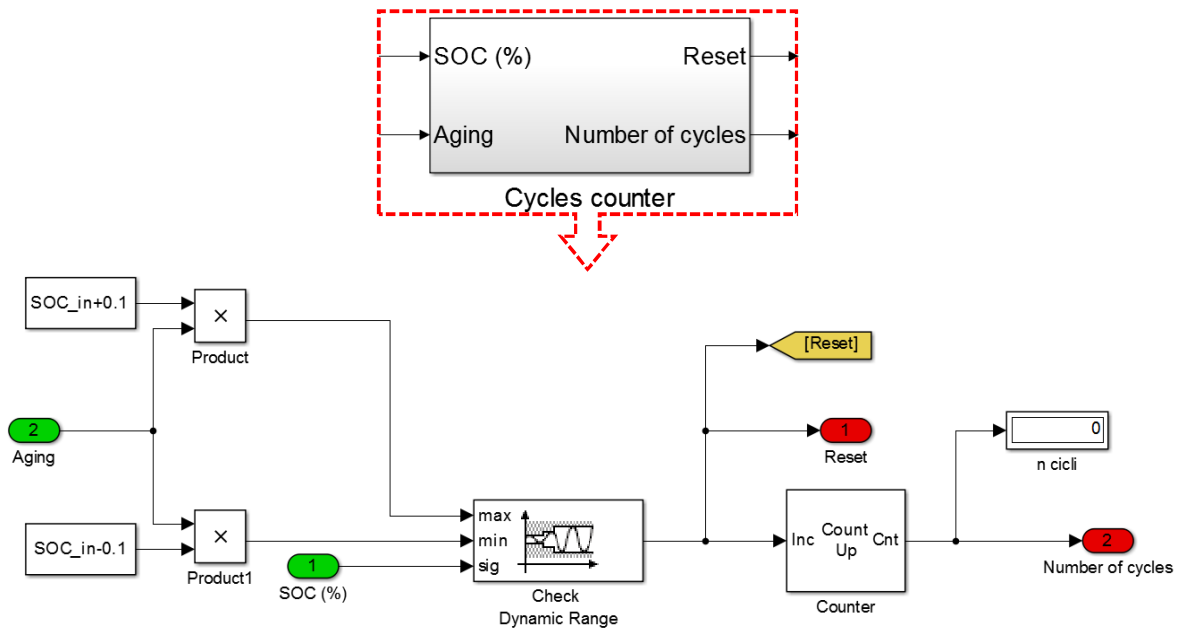 SOC (%)
Reset
Aging
Number of cycles
Cycles counter
SOC_in+0.1
×
Product
[Reset]
2
Aging
1
Reset
0
n cicli
SOC_in-0.1
×
Product1
1
SOC (%)
max
min
sig
Check
Dynamic Range
Inc
Count
Up
Cnt
Counter
2
Number of cycles